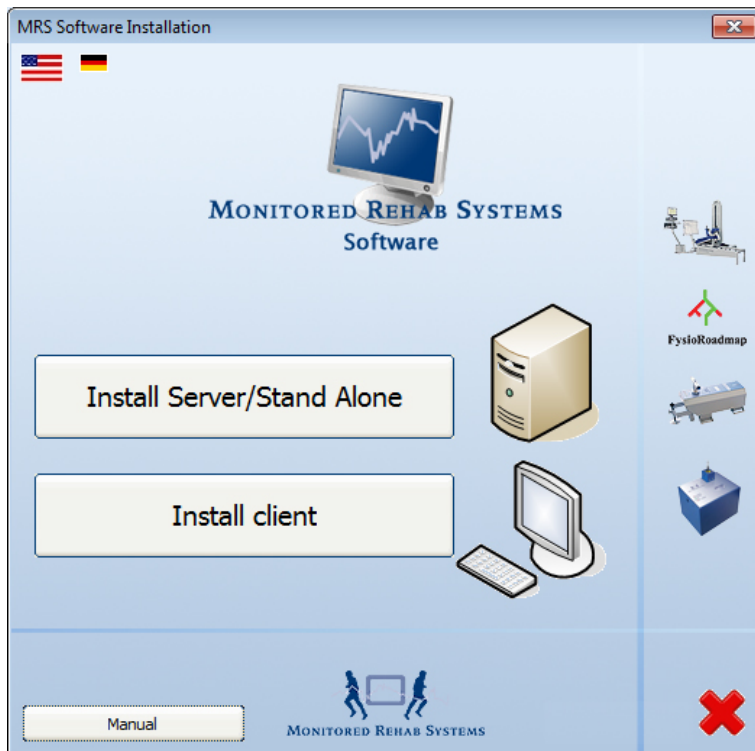 MRS Software Installation
MONITORED REHAB SYSTEMS
Software
FysioRoadmap
Install Server/Stand Alone
Install client
Manual
MONITORED REHAB SYSTEMS